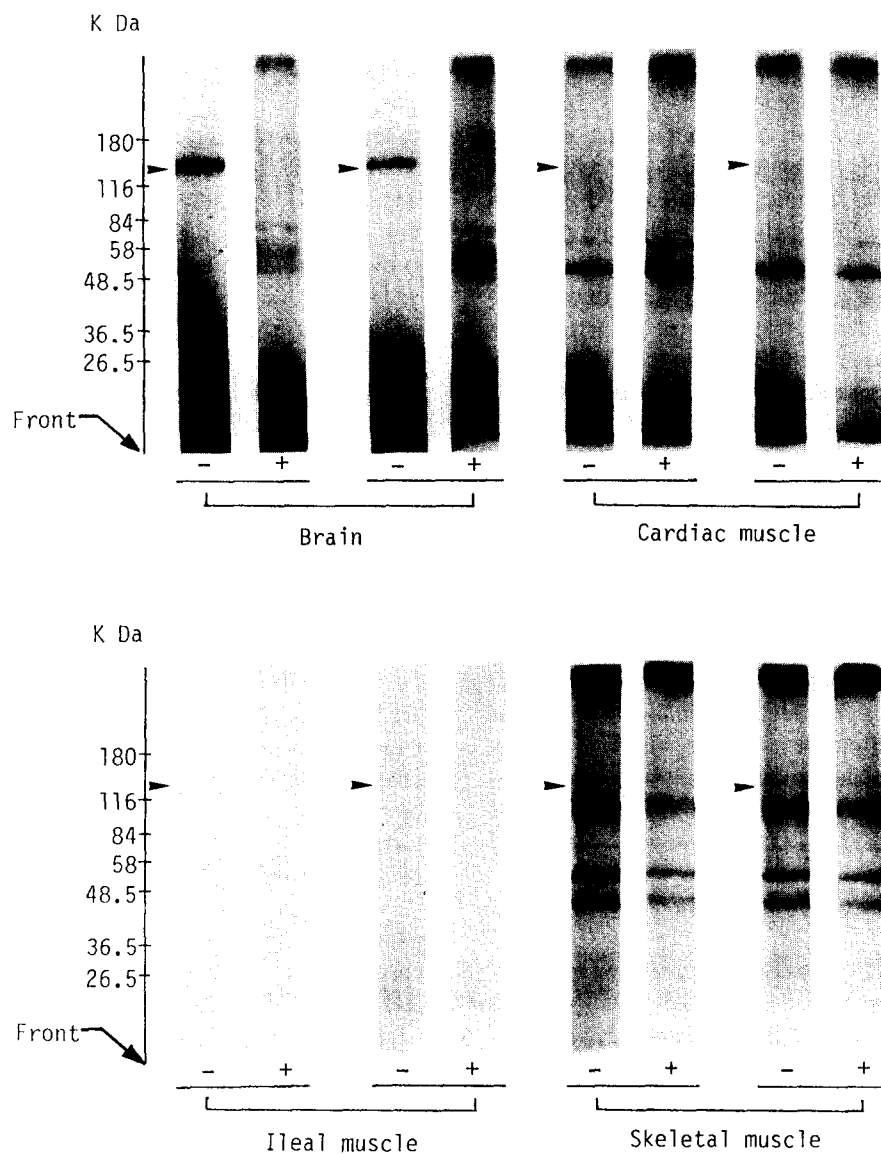 K Da
180
116
84
58
48.5
36.5
26.5
Front
- + - + - + - +
Brain Cardiac muscle
K Da
180
116
84
58
48.5
36.5
26.5
Front
- + - + - + - +
Ileal muscle Skeletal muscle